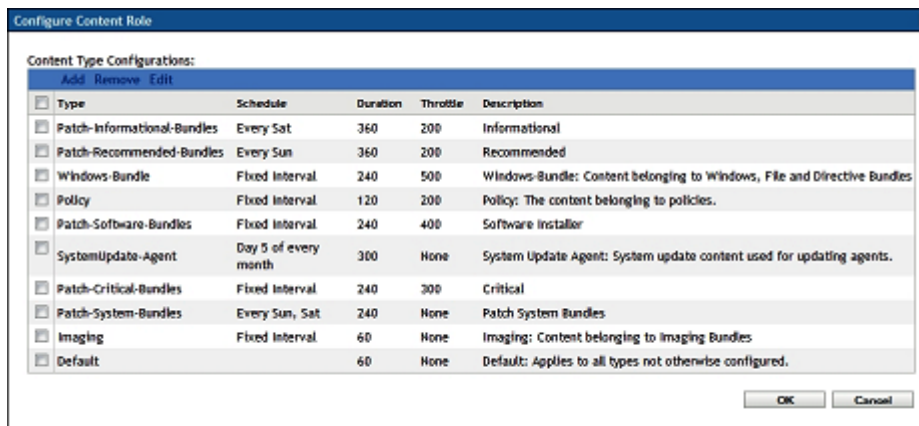 Configure Content Role
Content Type Configurations:
Add Remove Edit
Type Schedule Duration Throttle Description
Patch-Informational-Bundles Every Sat 360 200 Informational
Patch-Recommended-Bundles Every Sun 360 200 Recommended
Windows-Bundle Fixed Interval 240 500 Windows-Bundle: Content belonging to Windows, File and Directive Bundles
Policy Fixed Interval 120 200 Policy: The content belonging to policies.
Patch-Software-Bundles Fixed Interval 240 400 Software Installer
SystemUpdate-Agent Day 5 of every month 300 None System Update Agent: System update content used for updating agents.
Patch-Critical-Bundles Fixed Interval 240 300 Critical
Patch-System-Bundles Every Sun, Sat 240 None Patch System Bundles
Imaging Fixed Interval 60 None Imaging: Content belonging to Imaging Bundles
Default 60 None Default: Applies to all types not otherwise configured.
OK Cancel